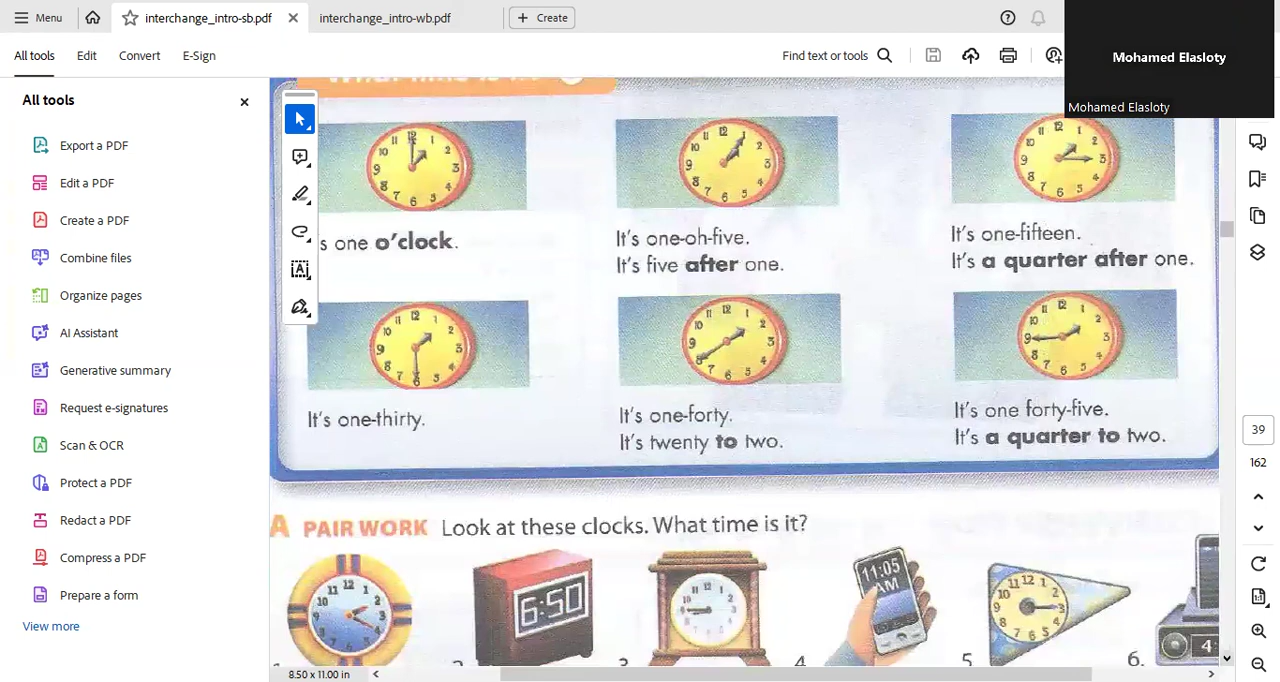 Menu
interchange_intro-sb.pdf
interchange_intro-wb.pdf
Create
All tools Edit Convert E-Sign
Find text or tools
Mohamed Elasloty
Mohamed Elasloty
All tools
Export a PDF
Edit a PDF
Create a PDF
Combine files
Organize pages
AI Assistant
Generative summary
Request e-signatures
Scan & OCR
Protect a PDF
Redact a PDF
Compress a PDF
Prepare a form
View more
s one o'clock.
It's one-oh-five.
It's five after one.
It's one-fifteen.
It's a quarter after one.
It's one-thirty.
It's one-forty.
It's twenty to two.
It's one forty-five.
It's a quarter to two.
A PAIR WORK Look at these clocks. What time is it?
6:50
11:05
AM
4
3.
4.
5
6.
8.50 x 11.00 in
39
162